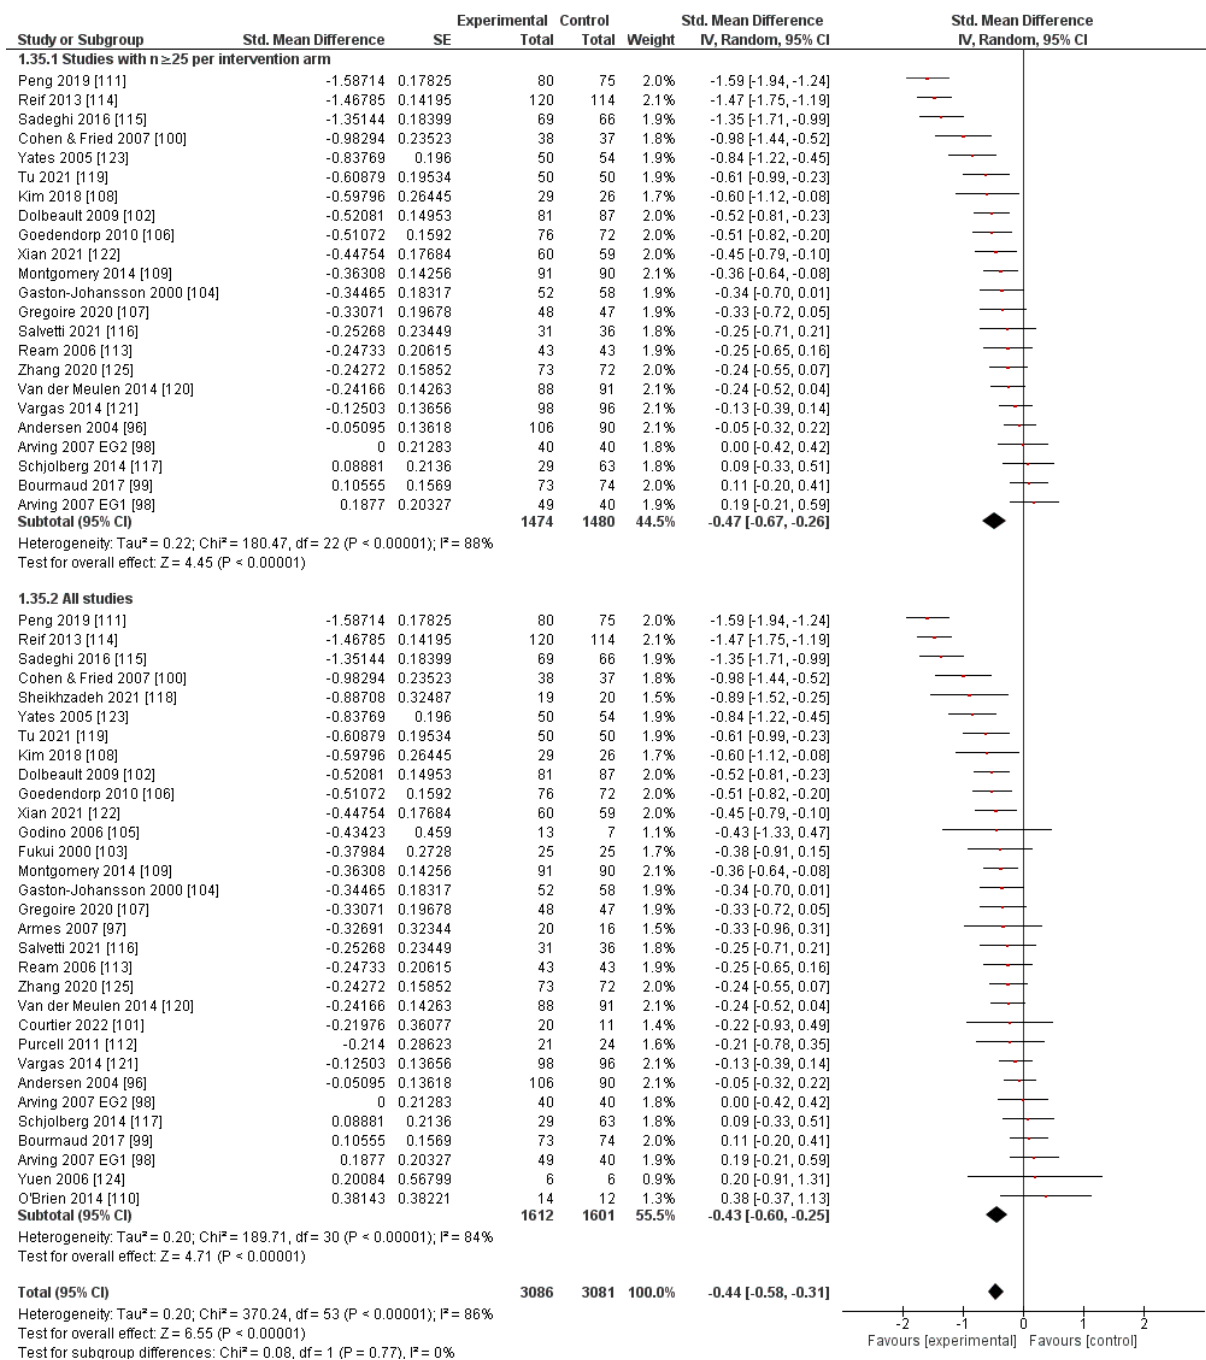 Experimental Control Std. Mean Difference Std. Mean Difference
Study or Subgroup Std. Mean Difference SE Total Total Weight IV, Random, 95% CI IV, Random, 95% CI
1.35.1 Studies with n ≥25 per intervention arm
Peng 2019 [111] -1.58714 0.17825 80 75 2.0% -1.59 [-1.94, -1.24]
Reif 2013 [114] -1.46785 0.14195 120 114 2.1% -1.47 [-1.75, -1.19]
Sadeghi 2016 [115] -1.35144 0.18399 69 66 1.9% -1.35 [-1.71, -0.99]
Cohen & Fried 2007 [100] -0.98294 0.23523 38 37 1.8% -0.98 [-1.44, -0.52]
Yates 2005 [123] -0.83769 0.196 50 54 1.9% -0.84 [-1.22, -0.45]
Tu 2021 [119] -0.60879 0.19534 50 50 1.9% -0.61 [-0.99, -0.23]
Kim 2018 [108] -0.59796 0.26445 29 26 1.7% -0.60 [-1.12, -0.08]
Dolbeault 2009 [102] -0.52081 0.14953 81 87 2.0% -0.52 [-0.81, -0.23]
Goedendorp 2010 [106] -0.51072 0.1592 76 72 2.0% -0.51 [-0.82, -0.20]
Xian 2021 [122] -0.44754 0.17684 60 59 2.0% -0.45 [-0.79, -0.10]
Montgomery 2014 [109] -0.36308 0.14256 91 90 2.1% -0.36 [-0.64, -0.08]
Gaston-Johansson 2000 [104] -0.34465 0.18317 52 58 1.9% -0.34 [-0.70, 0.01]
Gregoire 2020 [107] -0.33071 0.19678 48 47 1.9% -0.33 [-0.72, 0.05]
Salvetti 2021 [116] -0.25268 0.23449 31 36 1.8% -0.25 [-0.71, 0.21]
Ream 2006 [113] -0.24733 0.20615 43 43 1.9% -0.25 [-0.65, 0.16]
Zhang 2020 [125] -0.24272 0.15852 73 72 2.0% -0.24 [-0.55, 0.07]
Van der Meulen 2014 [120] -0.24166 0.14263 88 91 2.1% -0.24 [-0.52, 0.04]
Vargas 2014 [121] -0.12503 0.13656 98 96 2.1% -0.13 [-0.39, 0.14]
Andersen 2004 [96] -0.05095 0.13618 106 90 2.1% -0.05 [-0.32, 0.22]
Arving 2007 EG2 [98] 0 0.21283 40 40 1.8% 0.00 [-0.42, 0.42]
Schjolberg 2014 [117] 0.08881 0.2136 29 63 1.8% 0.09 [-0.33, 0.51]
Bourmaud 2017 [99] 0.10555 0.1569 73 74 2.0% 0.11 [-0.20, 0.41]
Arving 2007 EG1 [98] 0.1877 0.20327 49 40 1.9% 0.19 [-0.21, 0.59]
Subtotal (95% CI) 1474 1480 44.5% -0.47 [-0.67, -0.26]
Heterogeneity: Tau² = 0.22; Chi² = 180.47, df = 22 (P < 0.00001); I² = 88%
Test for overall effect: Z = 4.45 (P < 0.00001)
1.35.2 All studies
Peng 2019 [111] -1.58714 0.17825 80 75 2.0% -1.59 [-1.94, -1.24]
Reif 2013 [114] -1.46785 0.14195 120 114 2.1% -1.47 [-1.75, -1.19]
Sadeghi 2016 [115] -1.35144 0.18399 69 66 1.9% -1.35 [-1.71, -0.99]
Cohen & Fried 2007 [100] -0.98294 0.23523 38 37 1.8% -0.98 [-1.44, -0.52]
Sheikhzadeh 2021 [118] -0.88708 0.32487 19 20 1.5% -0.89 [-1.52, -0.25]
Yates 2005 [123] -0.83769 0.196 50 54 1.9% -0.84 [-1.22, -0.45]
Tu 2021 [119] -0.60879 0.19534 50 50 1.9% -0.61 [-0.99, -0.23]
Kim 2018 [108] -0.59796 0.26445 29 26 1.7% -0.60 [-1.12, -0.08]
Dolbeault 2009 [102] -0.52081 0.14953 81 87 2.0% -0.52 [-0.81, -0.23]
Goedendorp 2010 [106] -0.51072 0.1592 76 72 2.0% -0.51 [-0.82, -0.20]
Xian 2021 [122] -0.44754 0.17684 60 59 2.0% -0.45 [-0.79, -0.10]
Godino 2006 [105] -0.43423 0.459 13 7 1.1% -0.43 [-1.33, 0.47]
Fukui 2000 [103] -0.37984 0.2728 25 25 1.7% -0.38 [-0.91, 0.15]
Montgomery 2014 [109] -0.36308 0.14256 91 90 2.1% -0.36 [-0.64, -0.08]
Gaston-Johansson 2000 [104] -0.34465 0.18317 52 58 1.9% -0.34 [-0.70, 0.01]
Gregoire 2020 [107] -0.33071 0.19678 48 47 1.9% -0.33 [-0.72, 0.05]
Armes 2007 [97] -0.32691 0.32344 20 16 1.5% -0.33 [-0.96, 0.31]
Salvetti 2021 [116] -0.25268 0.23449 31 36 1.8% -0.25 [-0.71, 0.21]
Ream 2006 [113] -0.24733 0.20615 43 43 1.9% -0.25 [-0.65, 0.16]
Zhang 2020 [125] -0.24272 0.15852 73 72 2.0% -0.24 [-0.55, 0.07]
Van der Meulen 2014 [120] -0.24166 0.14263 88 91 2.1% -0.24 [-0.52, 0.04]
Courtier 2022 [101] -0.21976 0.36077 20 11 1.4% -0.22 [-0.93, 0.49]
Purcell 2011 [112] -0.214 0.28623 21 24 1.6% -0.21 [-0.78, 0.35]
Vargas 2014 [121] -0.12503 0.13656 98 96 2.1% -0.13 [-0.39, 0.14]
Andersen 2004 [96] -0.05095 0.13618 106 90 2.1% -0.05 [-0.32, 0.22]
Arving 2007 EG2 [98] 0 0.21283 40 40 1.8% 0.00 [-0.42, 0.42]
Schjolberg 2014 [117] 0.08881 0.2136 29 63 1.8% 0.09 [-0.33, 0.51]
Bourmaud 2017 [99] 0.10555 0.1569 73 74 2.0% 0.11 [-0.20, 0.41]
Arving 2007 EG1 [98] 0.1877 0.20327 49 40 1.9% 0.19 [-0.21, 0.59]
Yuen 2006 [124] 0.20084 0.56799 6 6 0.9% 0.20 [-0.91, 1.31]
O'Brien 2014 [110] 0.38143 0.38221 14 12 1.3% 0.38 [-0.37, 1.13]
Subtotal (95% CI) 1612 1601 55.5% -0.43 [-0.60, -0.25]
Heterogeneity: Tau² = 0.20; Chi² = 189.71, df = 30 (P < 0.00001); I² = 84%
Test for overall effect: Z = 4.71 (P < 0.00001)
Total (95% CI) 3086 3081 100.0% -0.44 [-0.58, -0.31]
Heterogeneity: Tau² = 0.20; Chi² = 370.24, df = 53 (P < 0.00001); I² = 86%
Test for overall effect: Z = 6.55 (P < 0.00001)
Test for subgroup differences: Chi² = 0.08, df = 1 (P = 0.77), I² = 0%
-2 -1 0 1 2
Favours [experimental] Favours [control]